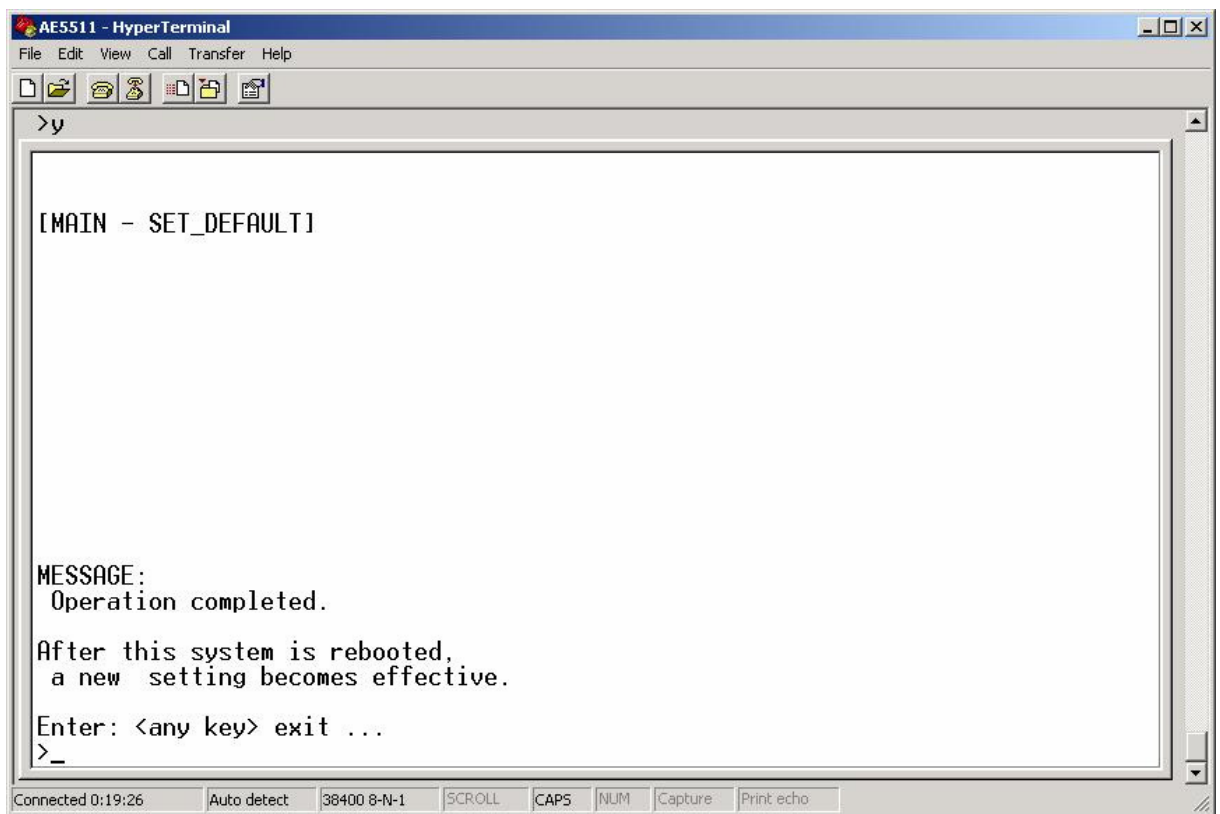 AE5511 - HyperTerminal
File Edit View Call Transfer Help
>y
[MAIN - SET_DEFAULT]
MESSAGE:
Operation completed.
After this system is rebooted,
a new  setting becomes effective.
Enter: <any key> exit ...
>_
Connected 0:19:26 Auto detect 38400 8-N-1 SCROLL CAPS NUM Capture Print echo